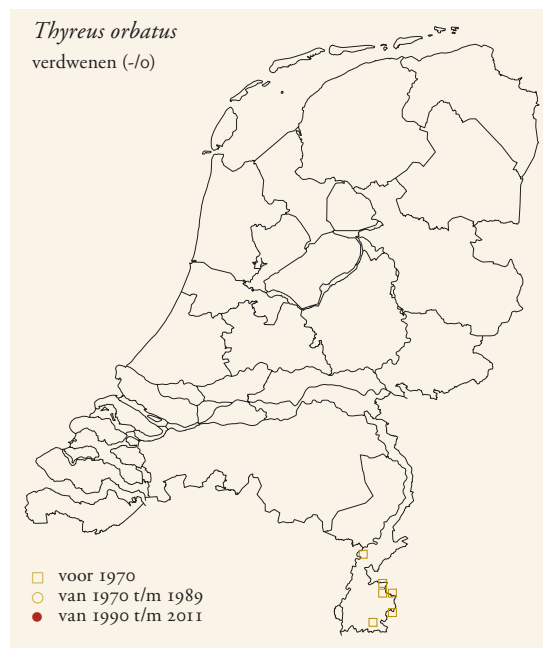 Thyreus orbatus
verdwenen (-/0)
voor 1970
van 1970 t/m 1989
van 1990 t/m 2011